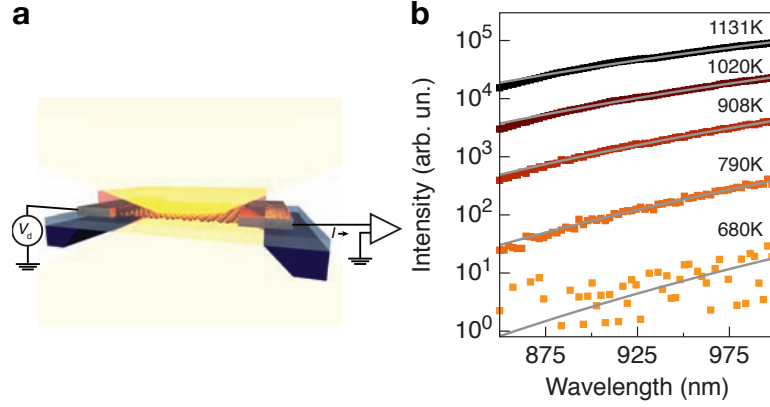 a
V_d
I →
b
Intensity (arb. un.)
10^5
10^4
10^3
10^2
10^1
10^0
1131K
1020K
908K
790K
680K
875
925
975
Wavelength (nm)